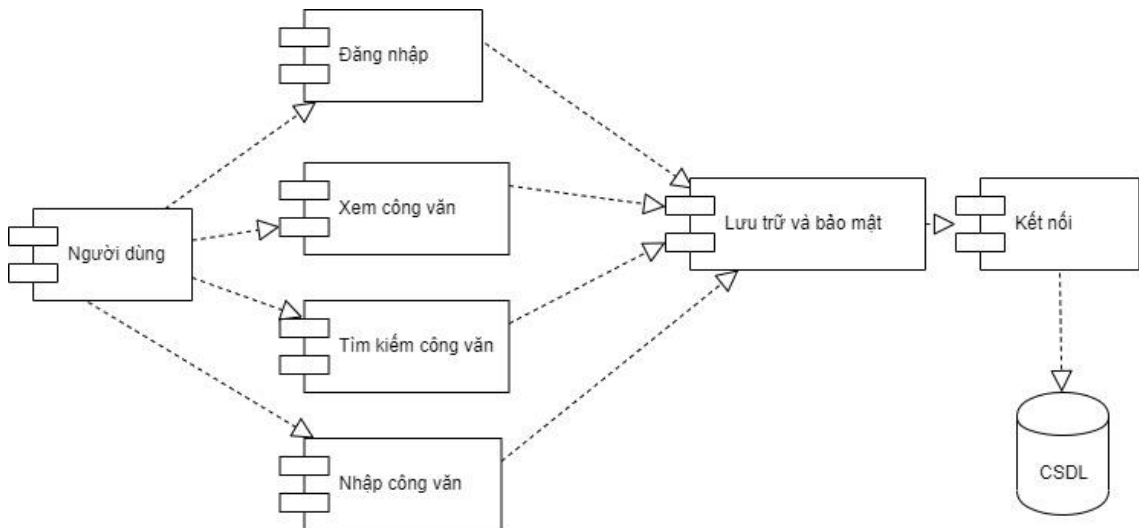 Đăng nhập
Xem công văn
Người dùng
Lưu trữ và bảo mật
Kết nối
Tìm kiếm công văn
Nhập công văn
CSDL